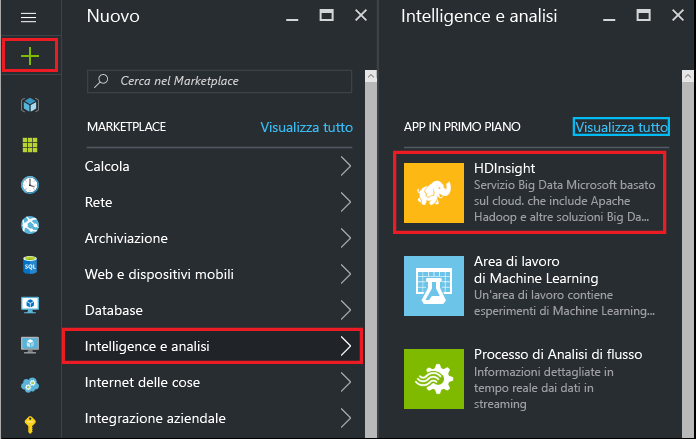 Nuovo
Cerca nel Marketplace
MARKETPLACE
Visualizza tutto
Calcola
Rete
Archiviazione
Web e dispositivi mobili
Database
Intelligence e analisi
Internet delle cose
Integrazione aziendale
SQL
Intelligence e analisi
APP IN PRIMO PIANO
Visualizza tutto
HDInsight
Servizio Big Data Microsoft basato
sul cloud. che include Apache
Hadoop e altre soluzioni Big Da...
Area di lavoro
di Machine Learning
Un'area di lavoro contiene
esperimenti di Machine Learning...
Processo di Analisi di flusso
Informazioni dettagliate in
tempo reale dai dati in
streaming